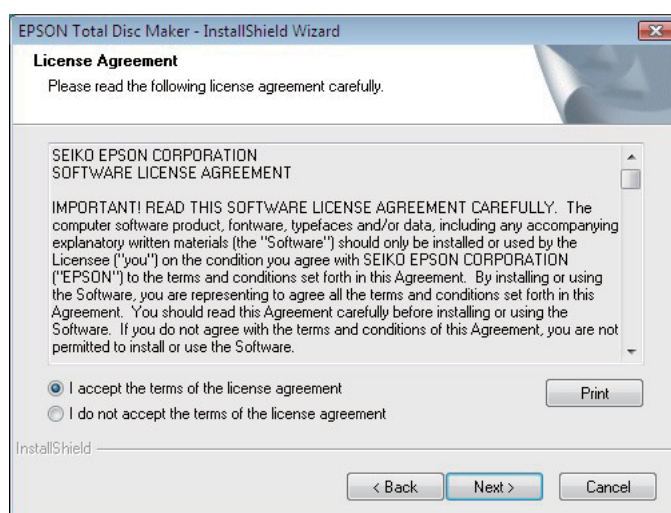 EPSON Total Disc Maker - InstallShield Wizard
License Agreement
Please read the following license agreement carefully.
SEIKO EPSON CORPORATION
SOFTWARE LICENSE AGREEMENT
IMPORTANT! READ THIS SOFTWARE LICENSE AGREEMENT CAREFULLY. The
computer software product, fontware, typefaces and/or data, including any accompanying
explanatory written materials (the "Software") should only be installed or used by the
Licensee ("you") on the condition you agree with SEIKO EPSON CORPORATION
("EPSON") to the terms and conditions set forth in this Agreement. By installing or using
the Software, you are representing to agree all the terms and conditions set forth in this
Agreement. You should read this Agreement carefully before installing or using the
Software. If you do not agree with the terms and conditions of this Agreement, you are not
permitted to install or use the Software.
I accept the terms of the license agreement
Print
I do not accept the terms of the license agreement
InstallShield
< Back
Next >
Cancel